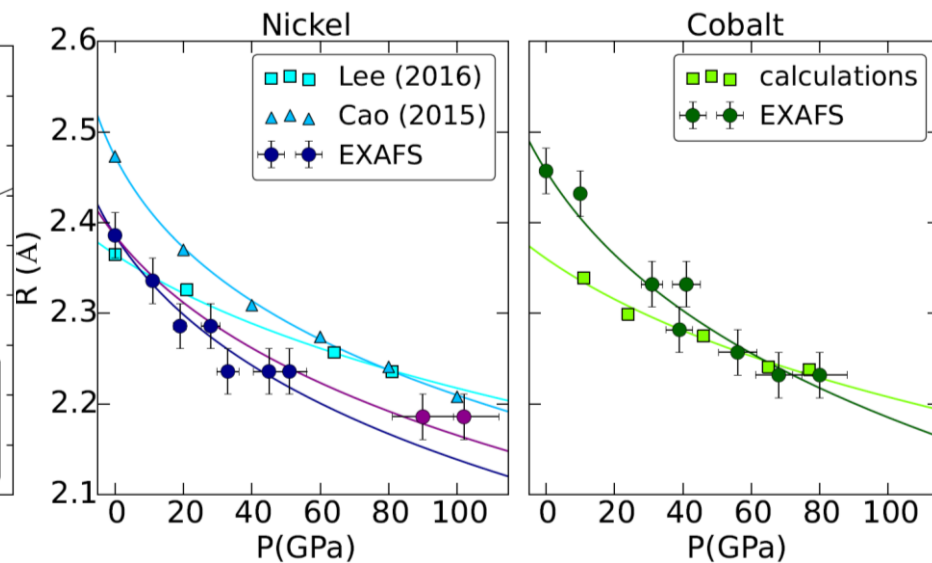 Nickel
Cobalt
2.6
2.5
2.4
2.3
2.2
2.1
R (A)
Lee (2016)
Cao (2015)
EXAFS
calculations
EXAFS
0 20 40 60 80 100
0 20 40 60 80 100
P(GPa)
P(GPa)